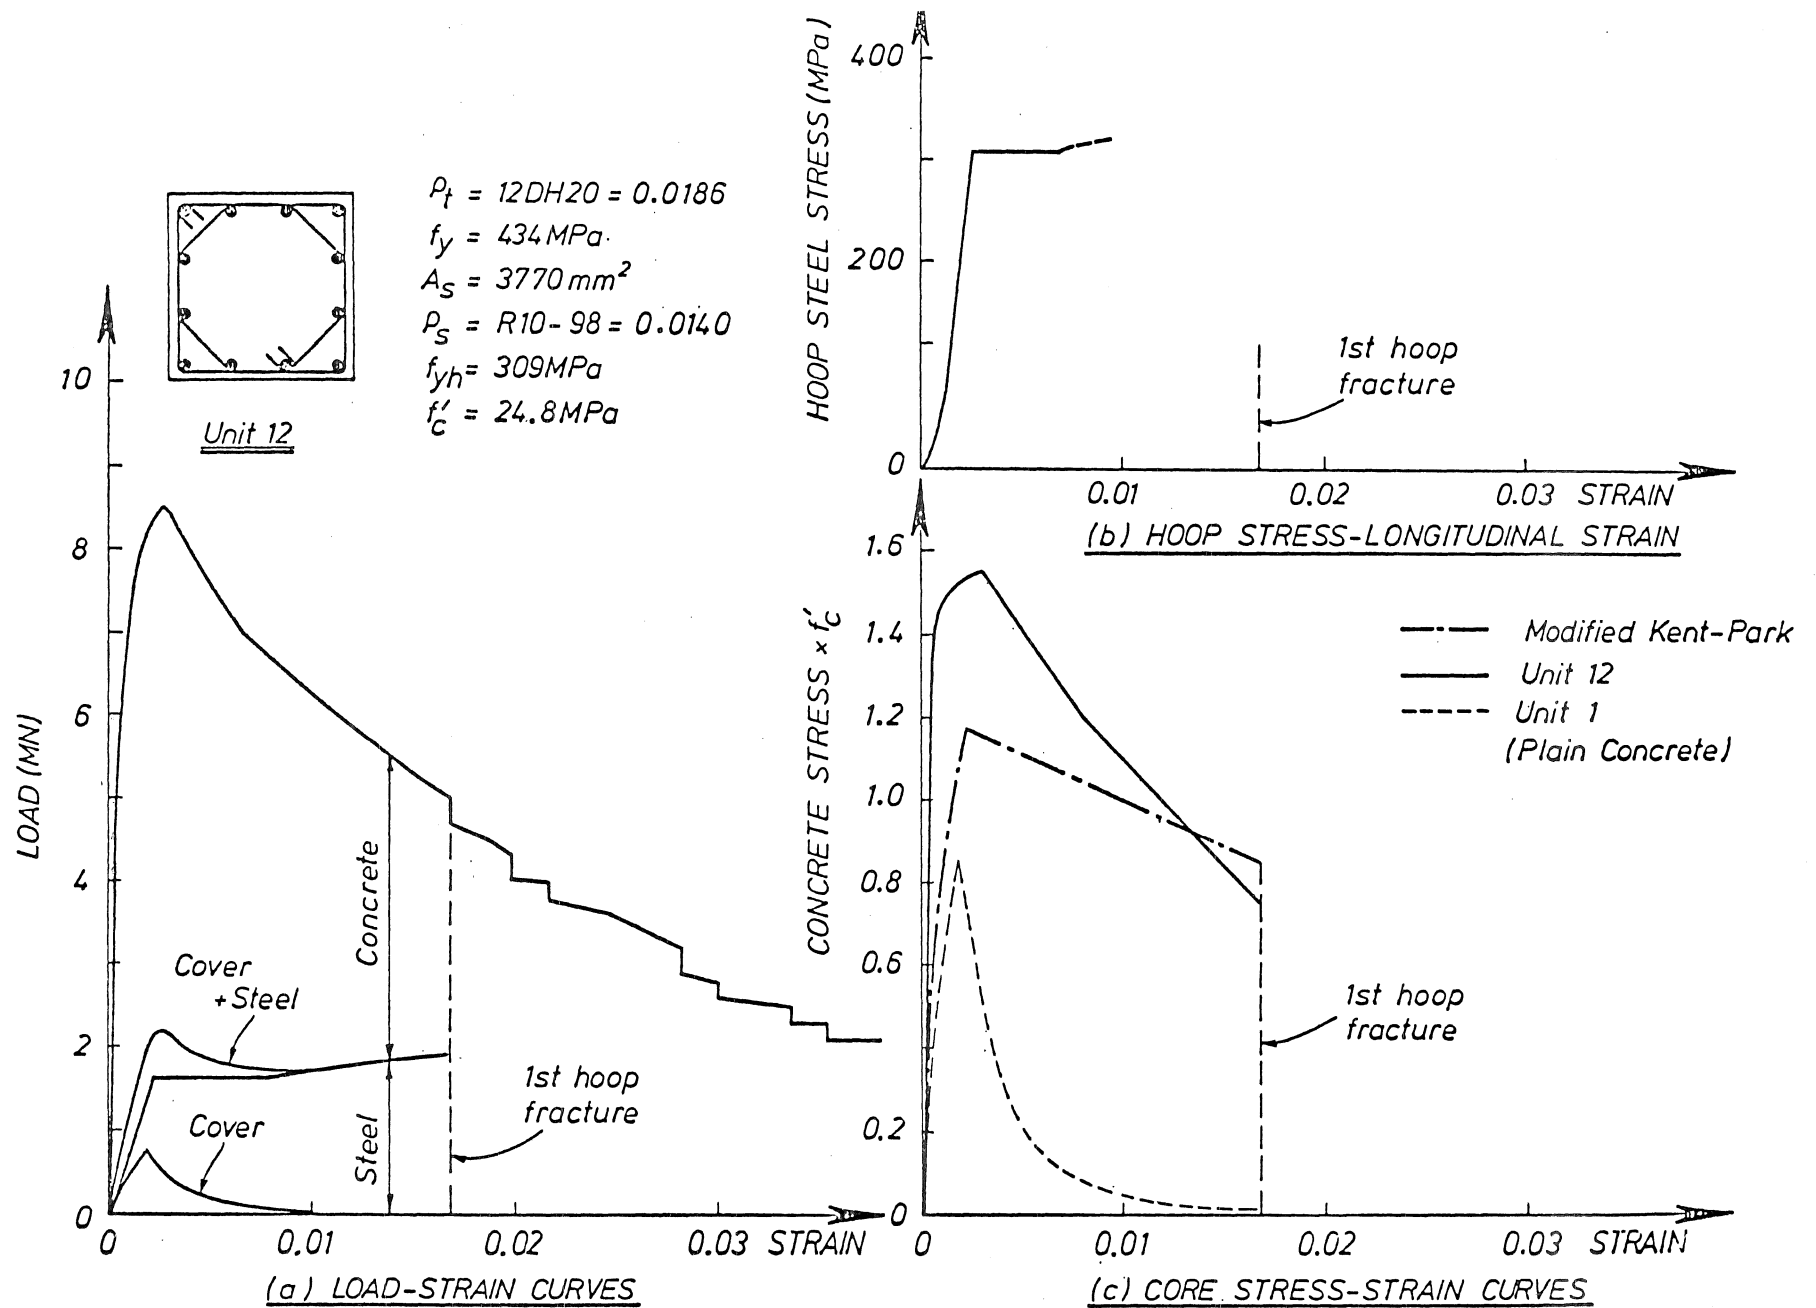 ρt = 12DH20 = 0.0186
fy = 434MPa.
As = 3770mm²
ρs = R10-98 = 0.0140
fyh = 309MPa
f'c = 24.8MPa
Unit 12
LOAD (MN)
10
8
6
4
2
0
Cover
+Steel
Cover
Concrete
Steel
1st hoop
fracture
0
0.01
0.02
0.03
STRAIN
(a) LOAD-STRAIN CURVES
HOOP STEEL STRESS (MPa)
400
200
0
1st hoop
fracture
0.01
0.02
0.03
STRAIN
(b) HOOP STRESS-LONGITUDINAL STRAIN
CONCRETE STRESS × f'c
1.6
1.4
1.2
1.0
0.8
0.6
0.2
0
Modified Kent-Park
Unit 12
Unit 1
(Plain Concrete)
1st hoop
fracture
0
0.01
0.02
0.03
STRAIN
(c) CORE STRESS-STRAIN CURVES